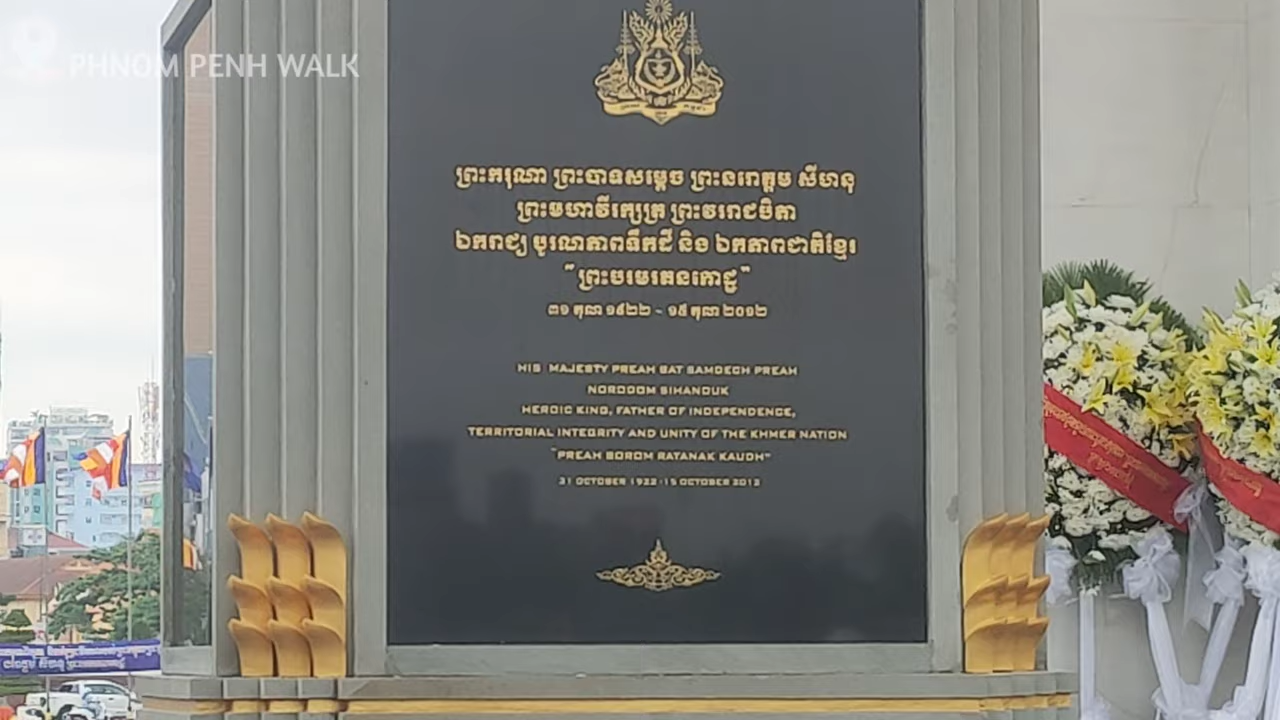 PHNOM PENH WALK
ព្រះករុណា ព្រះបាទសម្តេច ព្រះនរោត្តម សីហនុ
ព្រះមហាវីរក្សត្រ ព្រះវររាជបិតា
ឯករាជ្យ បូរណភាពទឹកដី និង ឯកភាពជាតិខ្មែរ
"ព្រះបរមរតនកោដ្ឋ"
៣១ តុលា ១៩២២ - ១៥ តុលា ២០១២
HIS MAJESTY PREAH BAT SAMDECH PREAH
NORODOM SIHANOUK
HEROIC KING, FATHER OF INDEPENDENCE,
TERRITORIAL INTEGRITY AND UNITY OF THE KHMER NATION
"PREAH BOROM RATANAK KAUDH"
31 OCTOBER 1922 - 15 OCTOBER 2012